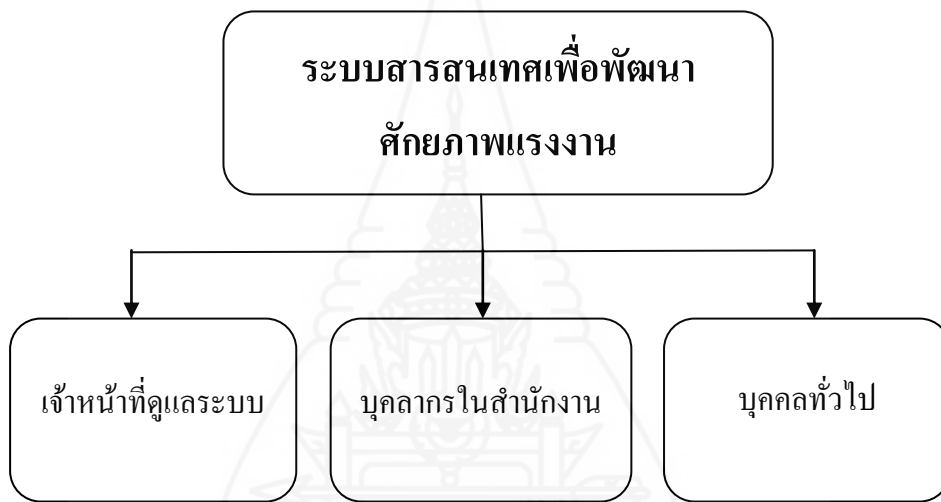 ระบบสารสนเทศเพื่อพัฒนา
ศักยภาพแรงงาน
เจ้าหน้าที่ดูแลระบบ
บุคลากรในสำนักงาน
บุคคลทั่วไป